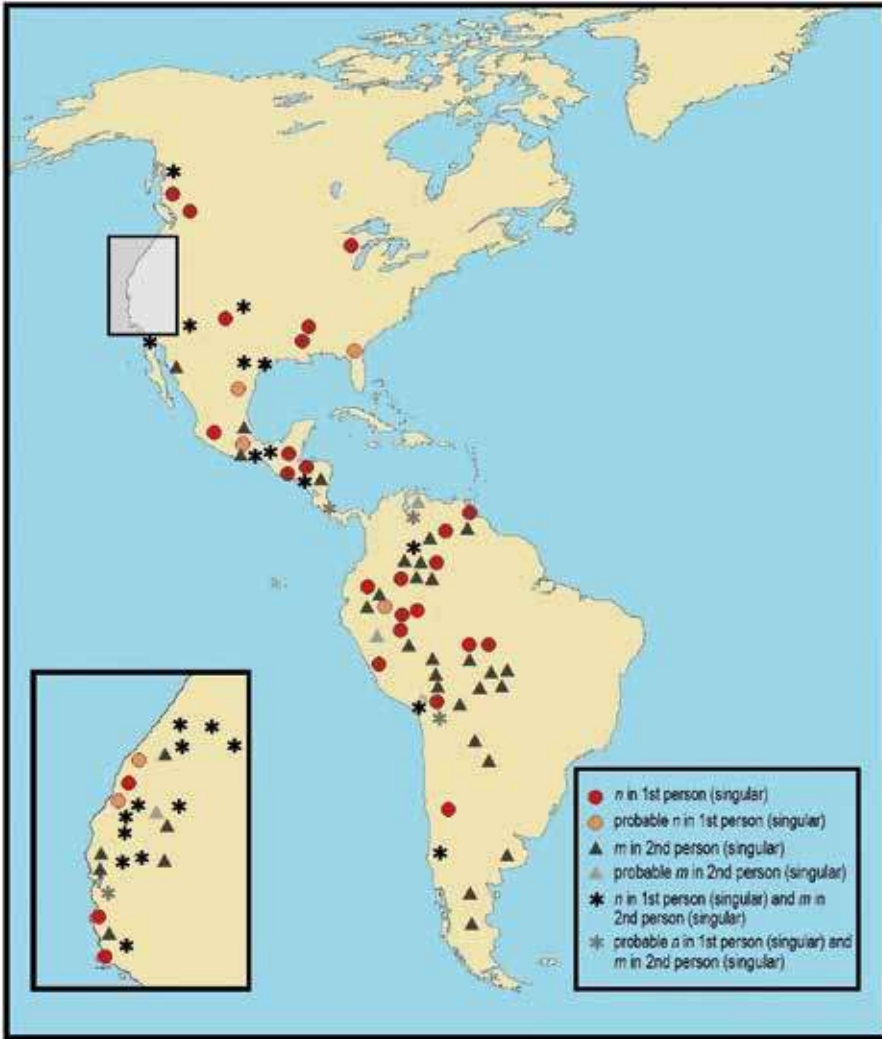 n in 1st person (singular)
probable n in 1st person (singular)
m in 2nd person (singular)
probable m in 2nd person (singular)
n in 1st person (singular) and m in
2nd person (singular)
probable n in 1st person (singular) and
m in 2nd person (singular)